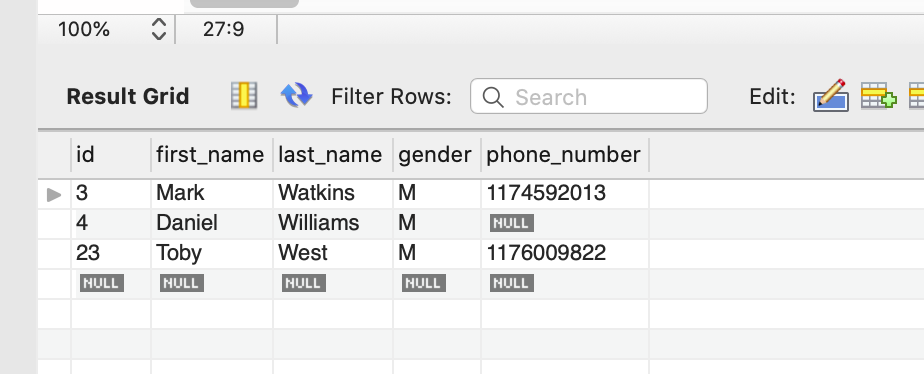 100% 27:9
Result Grid Filter Rows: Search Edit:
id first_name last_name gender phone_number
3 Mark Watkins M 1174592013
4 Daniel Williams M NULL
23 Toby West M 1176009822
NULL NULL NULL NULL NULL